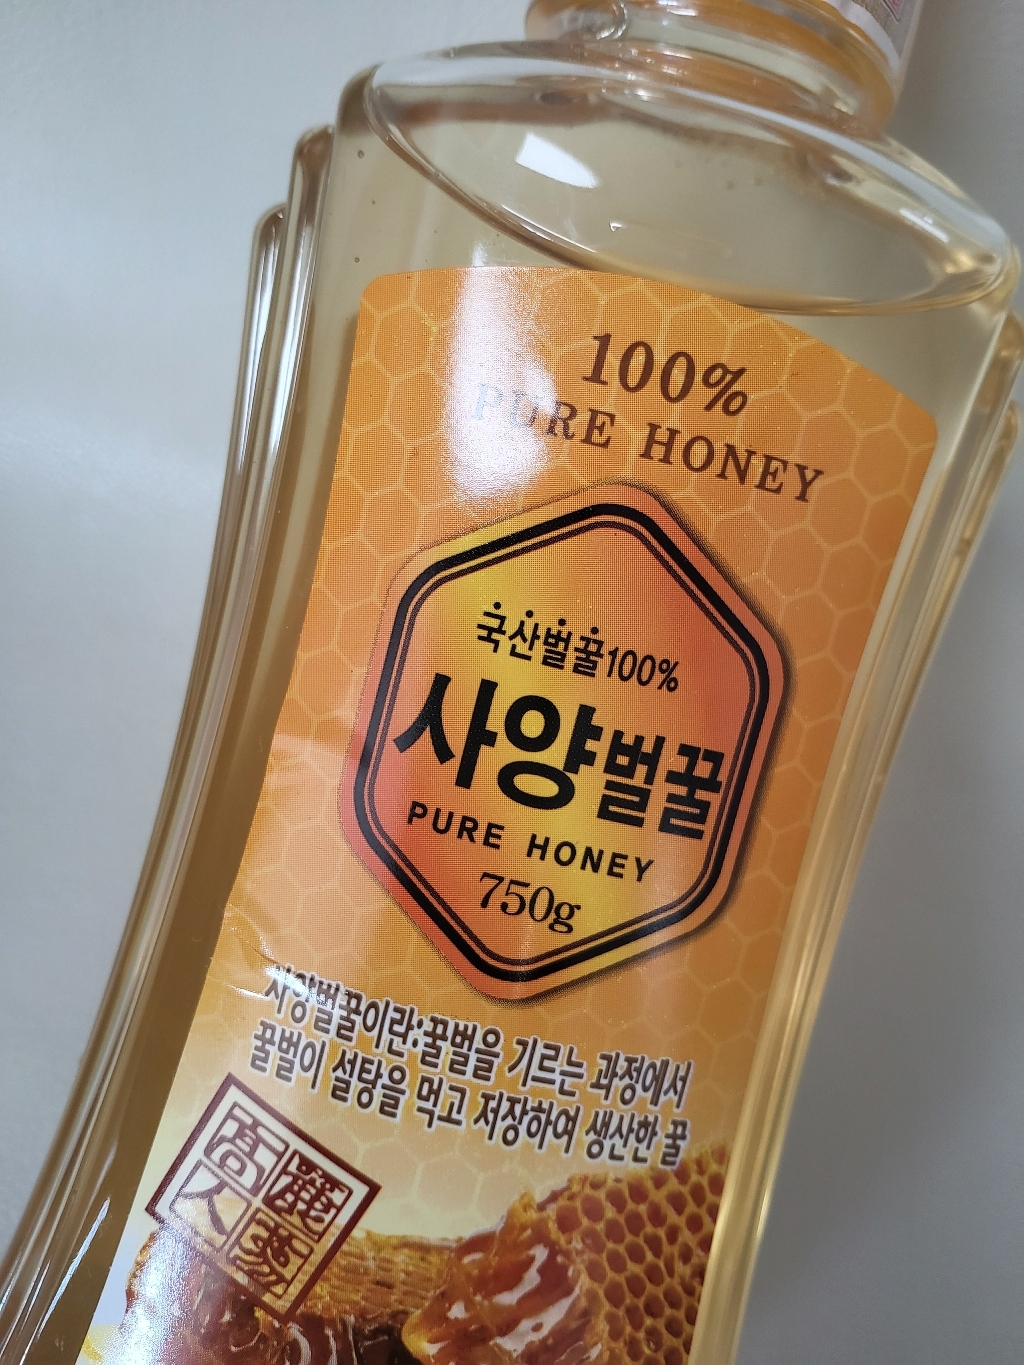 100%
PURE HONEY
국산벌꿀100%
사양벌꿀
PURE HONEY
750g
사양벌꿀이란:꿀벌을 기르는 과정에서
꿀벌이 설탕을 먹고 저장하여 생산한 꿀